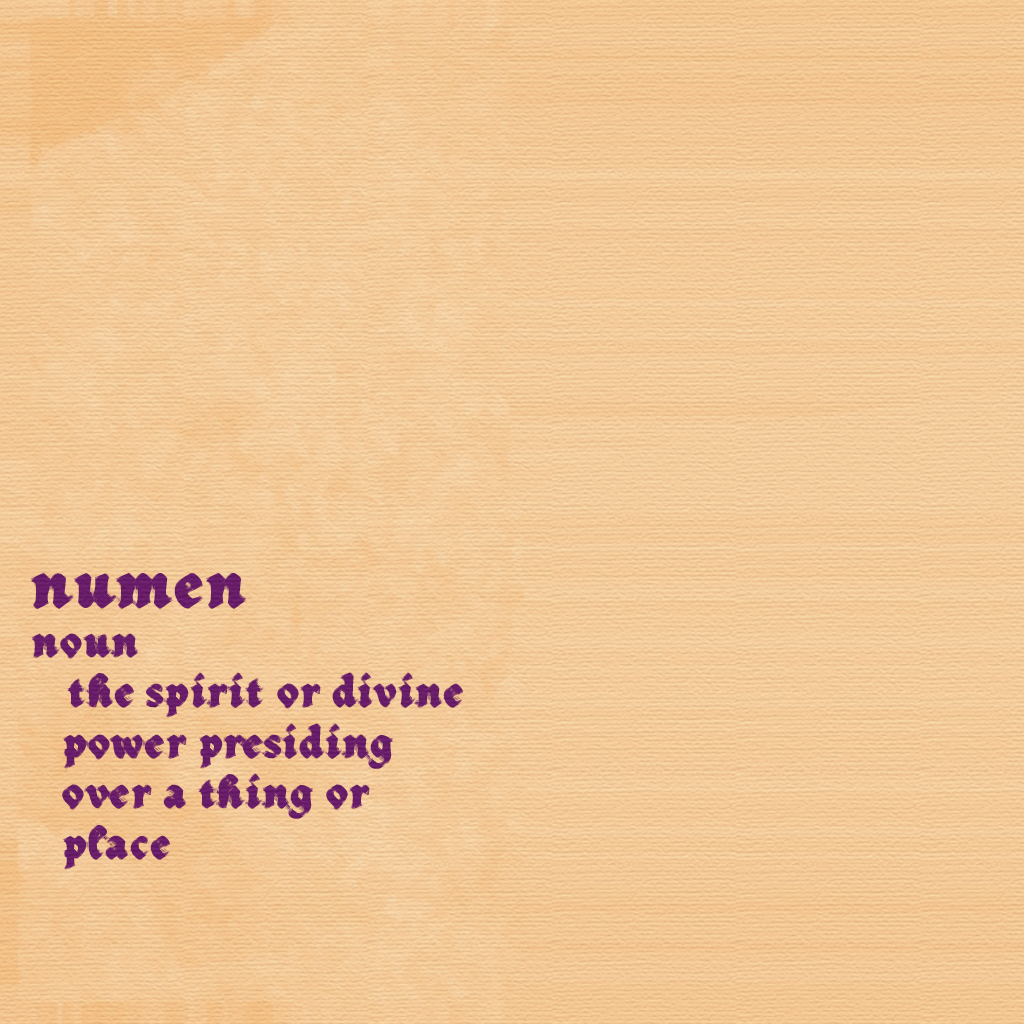 numen
noun
the spirit or divine
power presiding
over a thing or
place